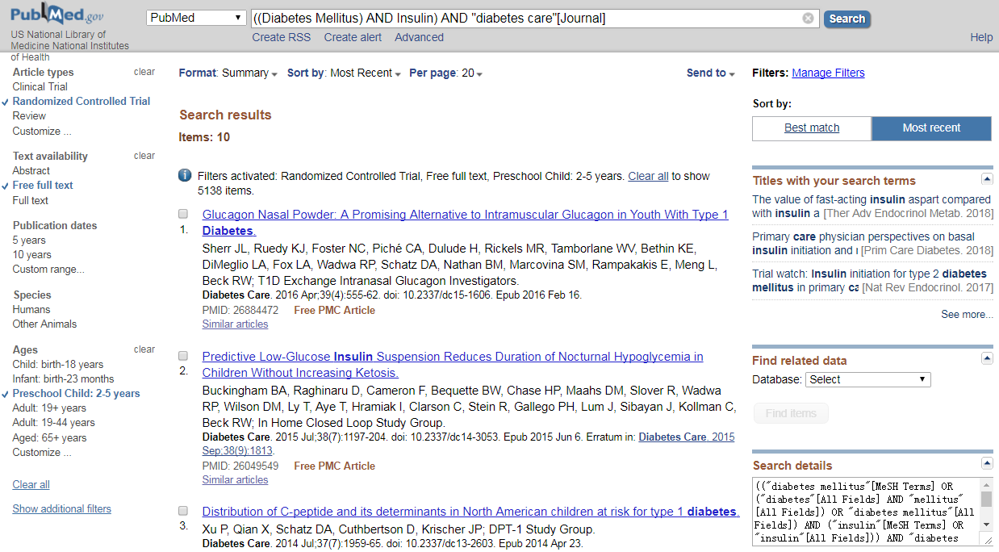 PubMed.gov
US National Library of
Medicine National Institutes
of Health
PubMed
((Diabetes Mellitus) AND Insulin) AND "diabetes care"[Journal]
Search
Create RSS Create alert Advanced
Help
Article types clear
Clinical Trial
Randomized Controlled Trial
Review
Customize ...
Text availability clear
Abstract
Free full text
Full text
Publication dates
5 years
10 years
Custom range...
Species
Humans
Other Animals
Ages clear
Child: birth-18 years
Infant: birth-23 months
Preschool Child: 2-5 years
Adult: 19+ years
Adult: 19-44 years
Aged: 65+ years
Customize ...
Clear all
Show additional filters
Format: Summary Sort by: Most Recent Per page: 20 Send to
Search results
Items: 10
Filters activated: Randomized Controlled Trial, Free full text, Preschool Child: 2-5 years. Clear all to show
5138 items.
Glucagon Nasal Powder: A Promising Alternative to Intramuscular Glucagon in Youth With Type 1
1. Diabetes.
Sherr JL, Ruedy KJ, Foster NC, Piché CA, Dulude H, Rickels MR, Tamborlane WV, Bethin KE,
DiMeglio LA, Fox LA, Wadwa RP, Schatz DA, Nathan BM, Marcovina SM, Rampakakis E, Meng L,
Beck RW; T1D Exchange Intranasal Glucagon Investigators.
Diabetes Care. 2016 Apr;39(4):555-62. doi: 10.2337/dc15-1606. Epub 2016 Feb 16.
PMID: 26884472 Free PMC Article
Similar articles
Predictive Low-Glucose Insulin Suspension Reduces Duration of Nocturnal Hypoglycemia in
2. Children Without Increasing Ketosis.
Buckingham BA, Raghinaru D, Cameron F, Bequette BW, Chase HP, Maahs DM, Slover R, Wadwa
RP, Wilson DM, Ly T, Aye T, Hramiak I, Clarson C, Stein R, Gallego PH, Lum J, Sibayan J, Kollman C,
Beck RW; In Home Closed Loop Study Group.
Diabetes Care. 2015 Jul;38(7):1197-204. doi: 10.2337/dc14-3053. Epub 2015 Jun 6. Erratum in: Diabetes Care. 2015
Sep;38(9):1813.
PMID: 26049549 Free PMC Article
Similar articles
Distribution of C-peptide and its determinants in North American children at risk for type 1 diabetes.
3. Xu P, Qian X, Schatz DA, Cuthbertson D, Krischer JP; DPT-1 Study Group.
Diabetes Care. 2014 Jul;37(7):1959-65. doi: 10.2337/dc13-2603. Epub 2014 Apr 23.
Filters: Manage Filters
Sort by:
Best match Most recent
Titles with your search terms
The value of fast-acting insulin aspart compared
with insulin a [Ther Adv Endocrinol Metab. 2018]
Primary care physician perspectives on basal
insulin initiation and [Prim Care Diabetes. 2018]
Trial watch: Insulin initiation for type 2 diabetes
mellitus in primary ca [Nat Rev Endocrinol. 2017]
See more...
Find related data
Database: Select
Find items
Search details
(("diabetes mellitus"[MeSH Terms] OR
("diabetes"[All Fields] AND "mellitus"
[All Fields]) OR "diabetes mellitus"[All
Fields]) AND ("insulin"[MeSH Terms] OR
"insulin"[All Fields])) AND "diabetes